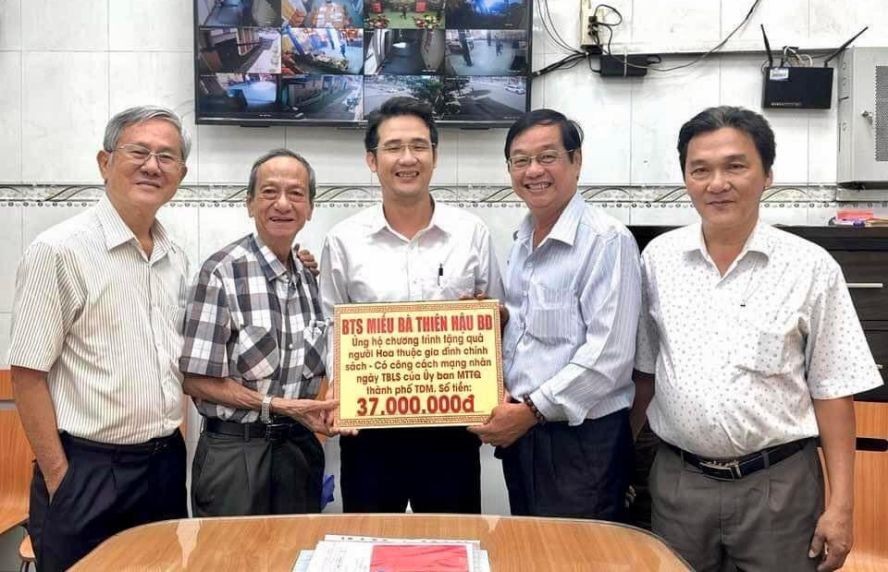 BTS MIẾU BÀ THIÊN HẬU BD
Ủng hộ chương trình tặng quà
người Hoa thuộc gia đình chính
sách - Có công cách mạng nhân
ngày TBLS của Ủy ban MTTQ
thành phố TDM. Số tiền:
37.000.000đ